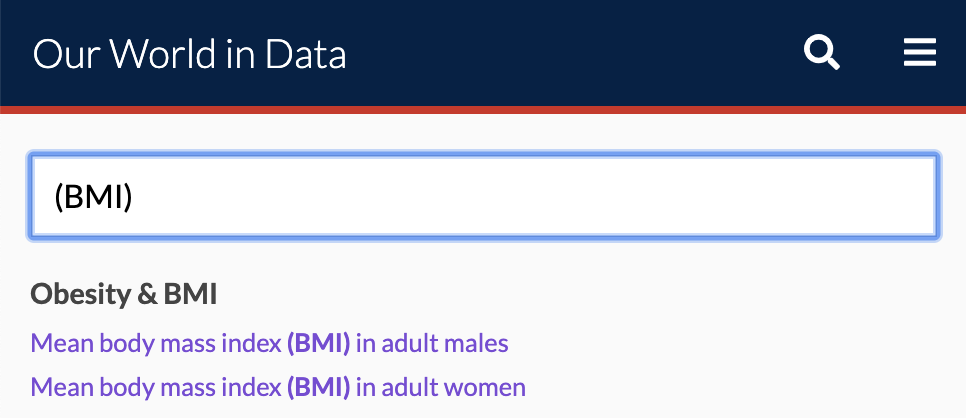 Our World in Data
(BMI)
Obesity & BMI
Mean body mass index (BMI) in adult males
Mean body mass index (BMI) in adult women